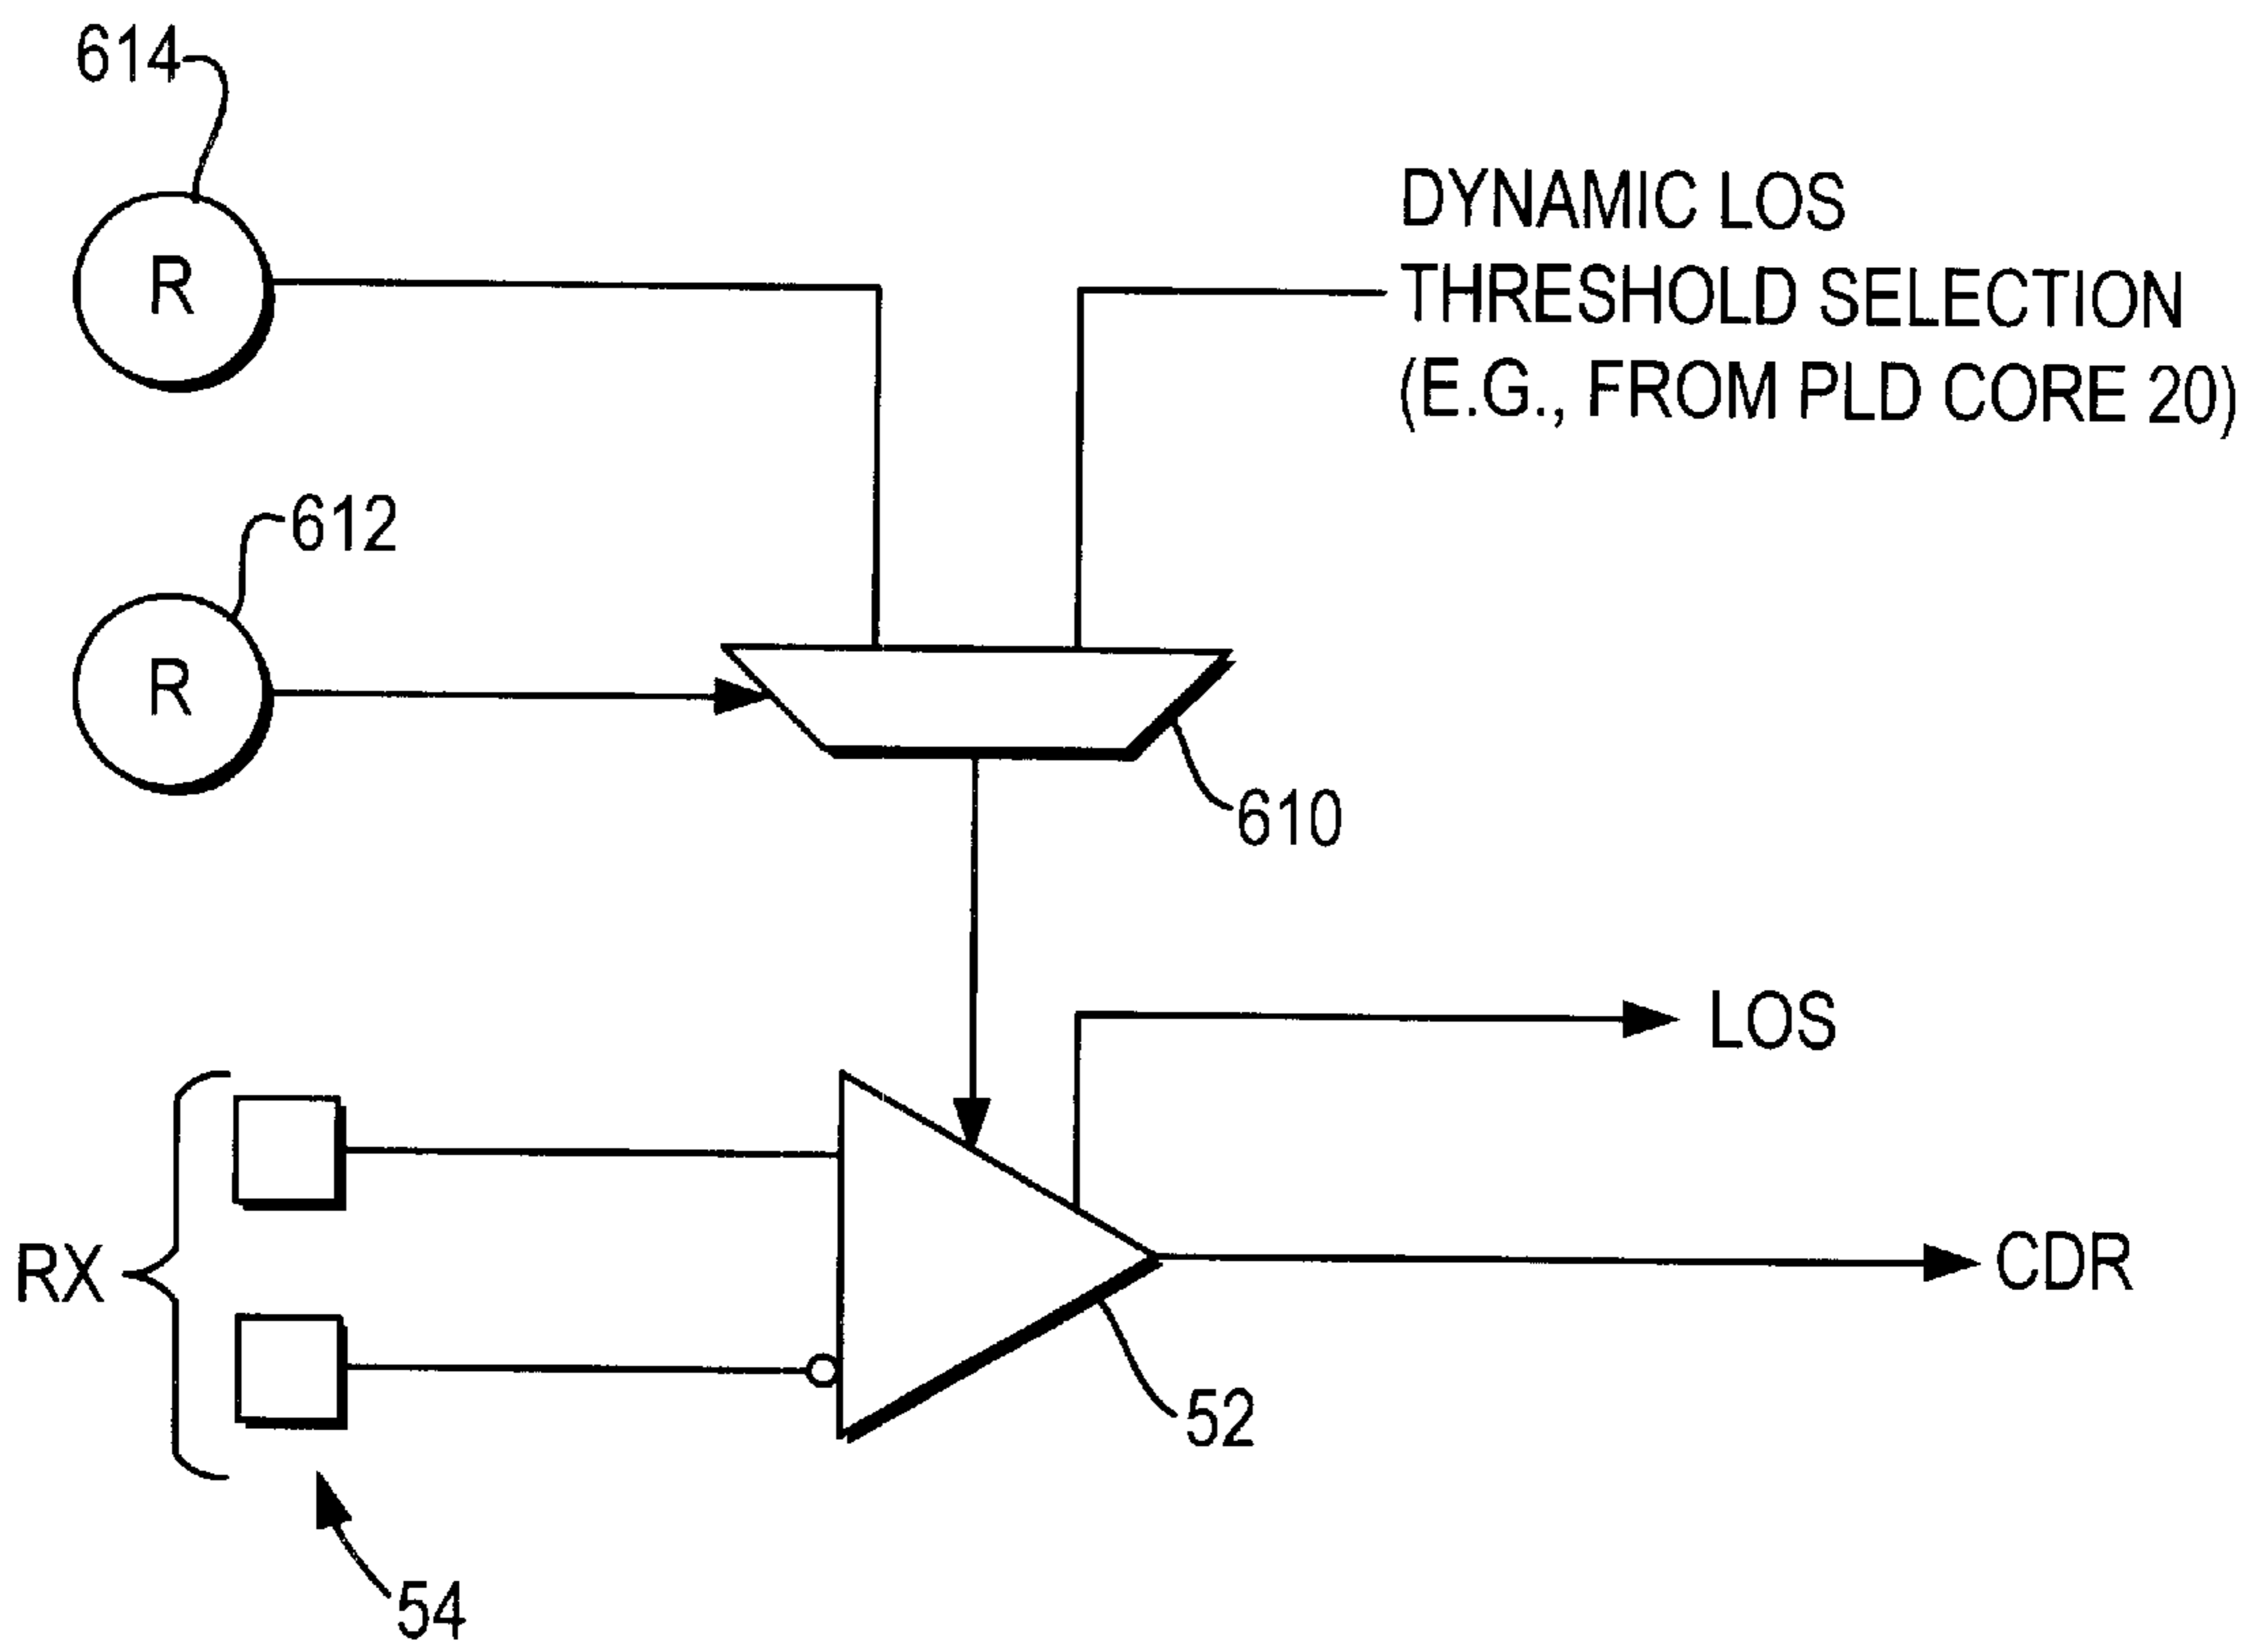 614
DYNAMIC LOS
THRESHOLD SELECTION
(E.G., FROM PLD CORE 20)
R
612
R
610
LOS
RX
CDR
52
54